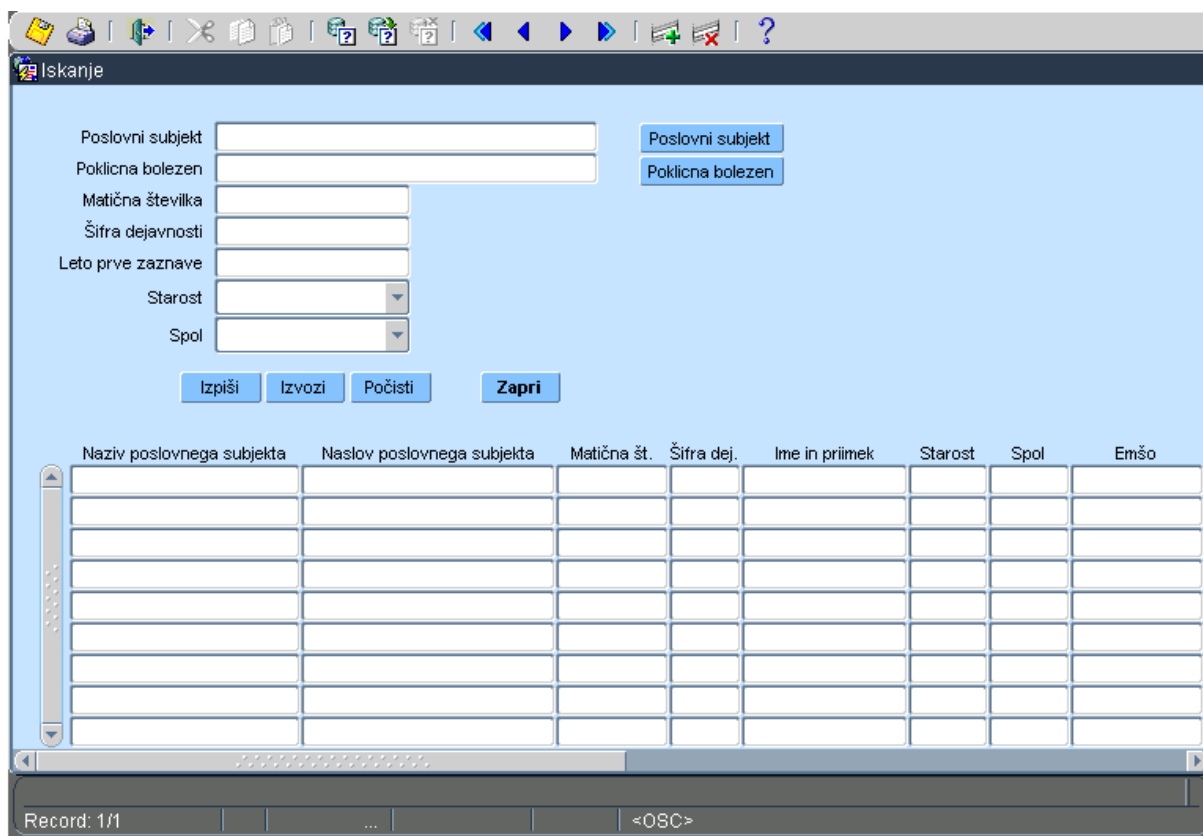 Iskanje
Poslovni subjekt Poslovni subjekt
Poklicna bolezen Poklicna bolezen
Matična številka
Šifra dejavnosti
Leto prve zaznave
Starost
Spol
Izpiši Izvozi Počisti Zapri
Naziv poslovnega subjekta Naslov poslovnega subjekta Matična št. Šifra dej. Ime in priimek Starost Spol Emšo
Record: 1/1 ... <OSC>